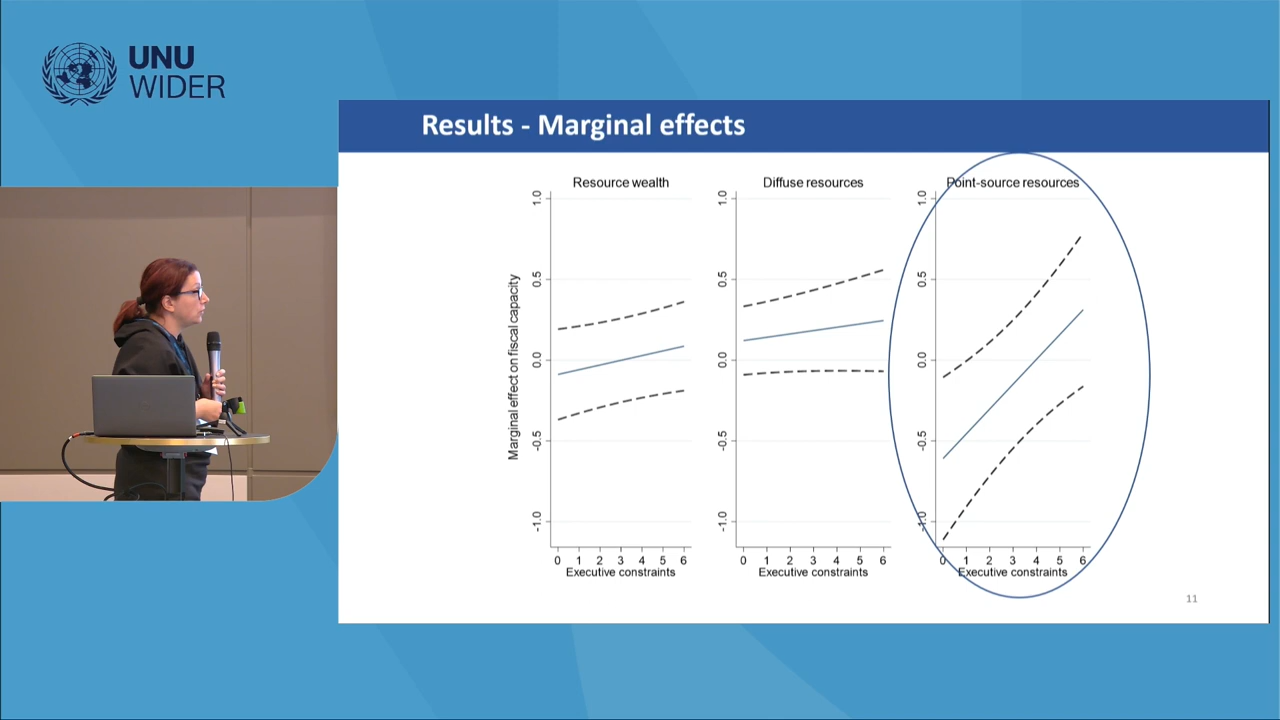 UNU
WIDER
Results - Marginal effects
Resource wealth
Diffuse resources
Point-source resources
Marginal effect on fiscal capacity
1.0
0.5
0.0
-0.5
-1.0
1.0
0.5
0.0
-0.5
-1.0
1.0
0.5
0.0
-0.5
-1.0
0 1 2 3 4 5 6
Executive constraints
0 1 2 3 4 5 6
Executive constraints
0 1 2 3 4 5 6
Executive constraints
11